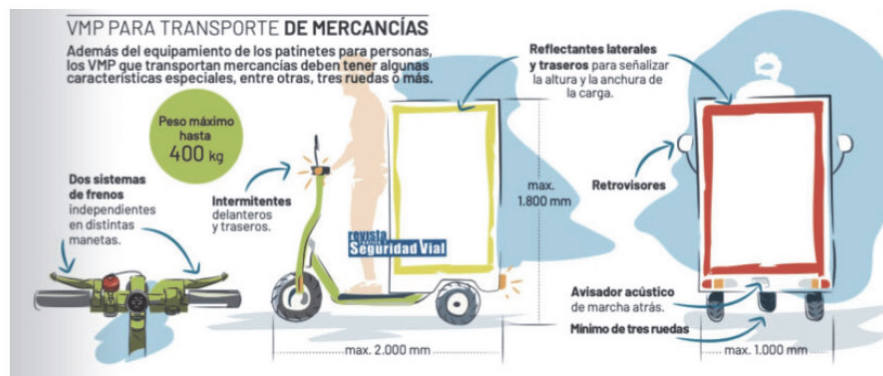 VMP PARA TRANSPORTE DE MERCANCÍAS
Además del equipamiento de los patinetes para personas,
los VMP que transportan mercancías deben tener algunas
características especiales, entre otras, tres ruedas o más.
Peso máximo
hasta
400 kg
Dos sistemas
de frenos
independientes
en distintas
manetas.
Intermitentes
delanteros
y traseros.
revista
Seguridad Vial
Reflectantes laterales
y traseros para señalizar
la altura y la anchura de
la carga.
max.
1.800 mm
Retrovisores
Avisador acústico
de marcha atrás.
Mínimo de tres ruedas
max. 2.000 mm
max. 1.000 mm